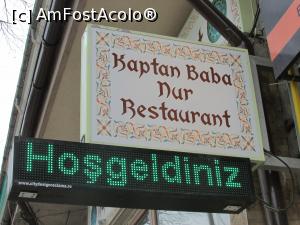 [c] AmFostAcolo®
Kaptan Baba
Nur
Restaurant
Hoşgeldiniz